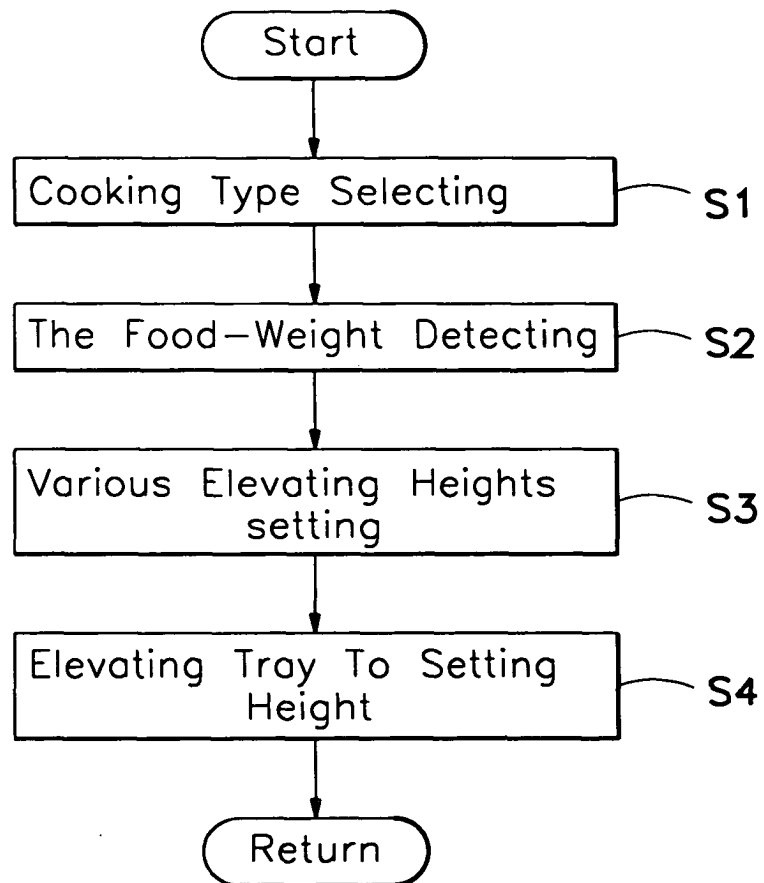 Start
Cooking Type Selecting
S1
The Food-Weight Detecting
S2
Various Elevating Heights
setting
S3
Elevating Tray To Setting
Height
S4
Return